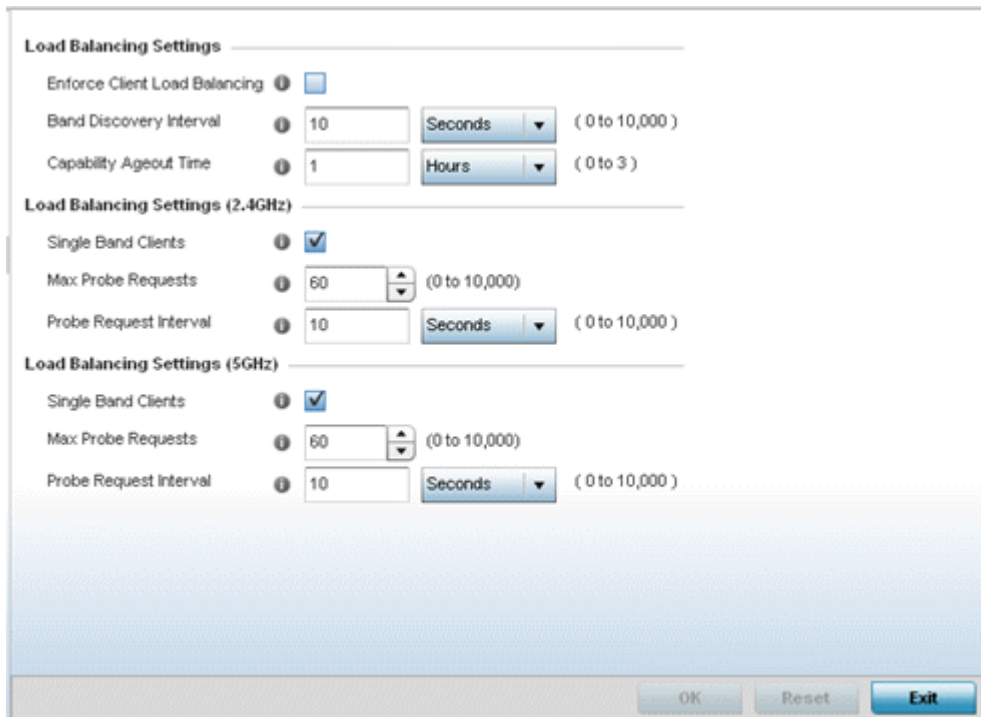 Load Balancing Settings
Enforce Client Load Balancing
Band Discovery Interval 10 Seconds ( 0 to 10,000 )
Capability Ageout Time 1 Hours ( 0 to 3 )
Load Balancing Settings (2.4GHz)
Single Band Clients
Max Probe Requests 60 (0 to 10,000)
Probe Request Interval 10 Seconds ( 0 to 10,000 )
Load Balancing Settings (5GHz)
Single Band Clients
Max Probe Requests 60 (0 to 10,000)
Probe Request Interval 10 Seconds ( 0 to 10,000 )
OK Reset Exit